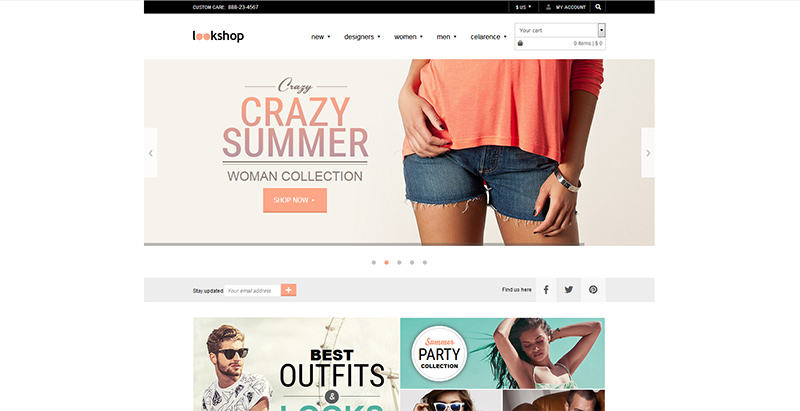 CUSTOM CARE: 888-23-4567
$ US
MY ACCOUNT
lookshop
new
designers
women
men
celarence
Your cart
0 items | $ 0
Crazy
CRAZY
SUMMER
WOMAN COLLECTION
SHOP NOW
Stay updated
Your email address
+
Find us here
BEST
OUTFITS
&
LOOKS
Summer
PARTY
COLLECTION